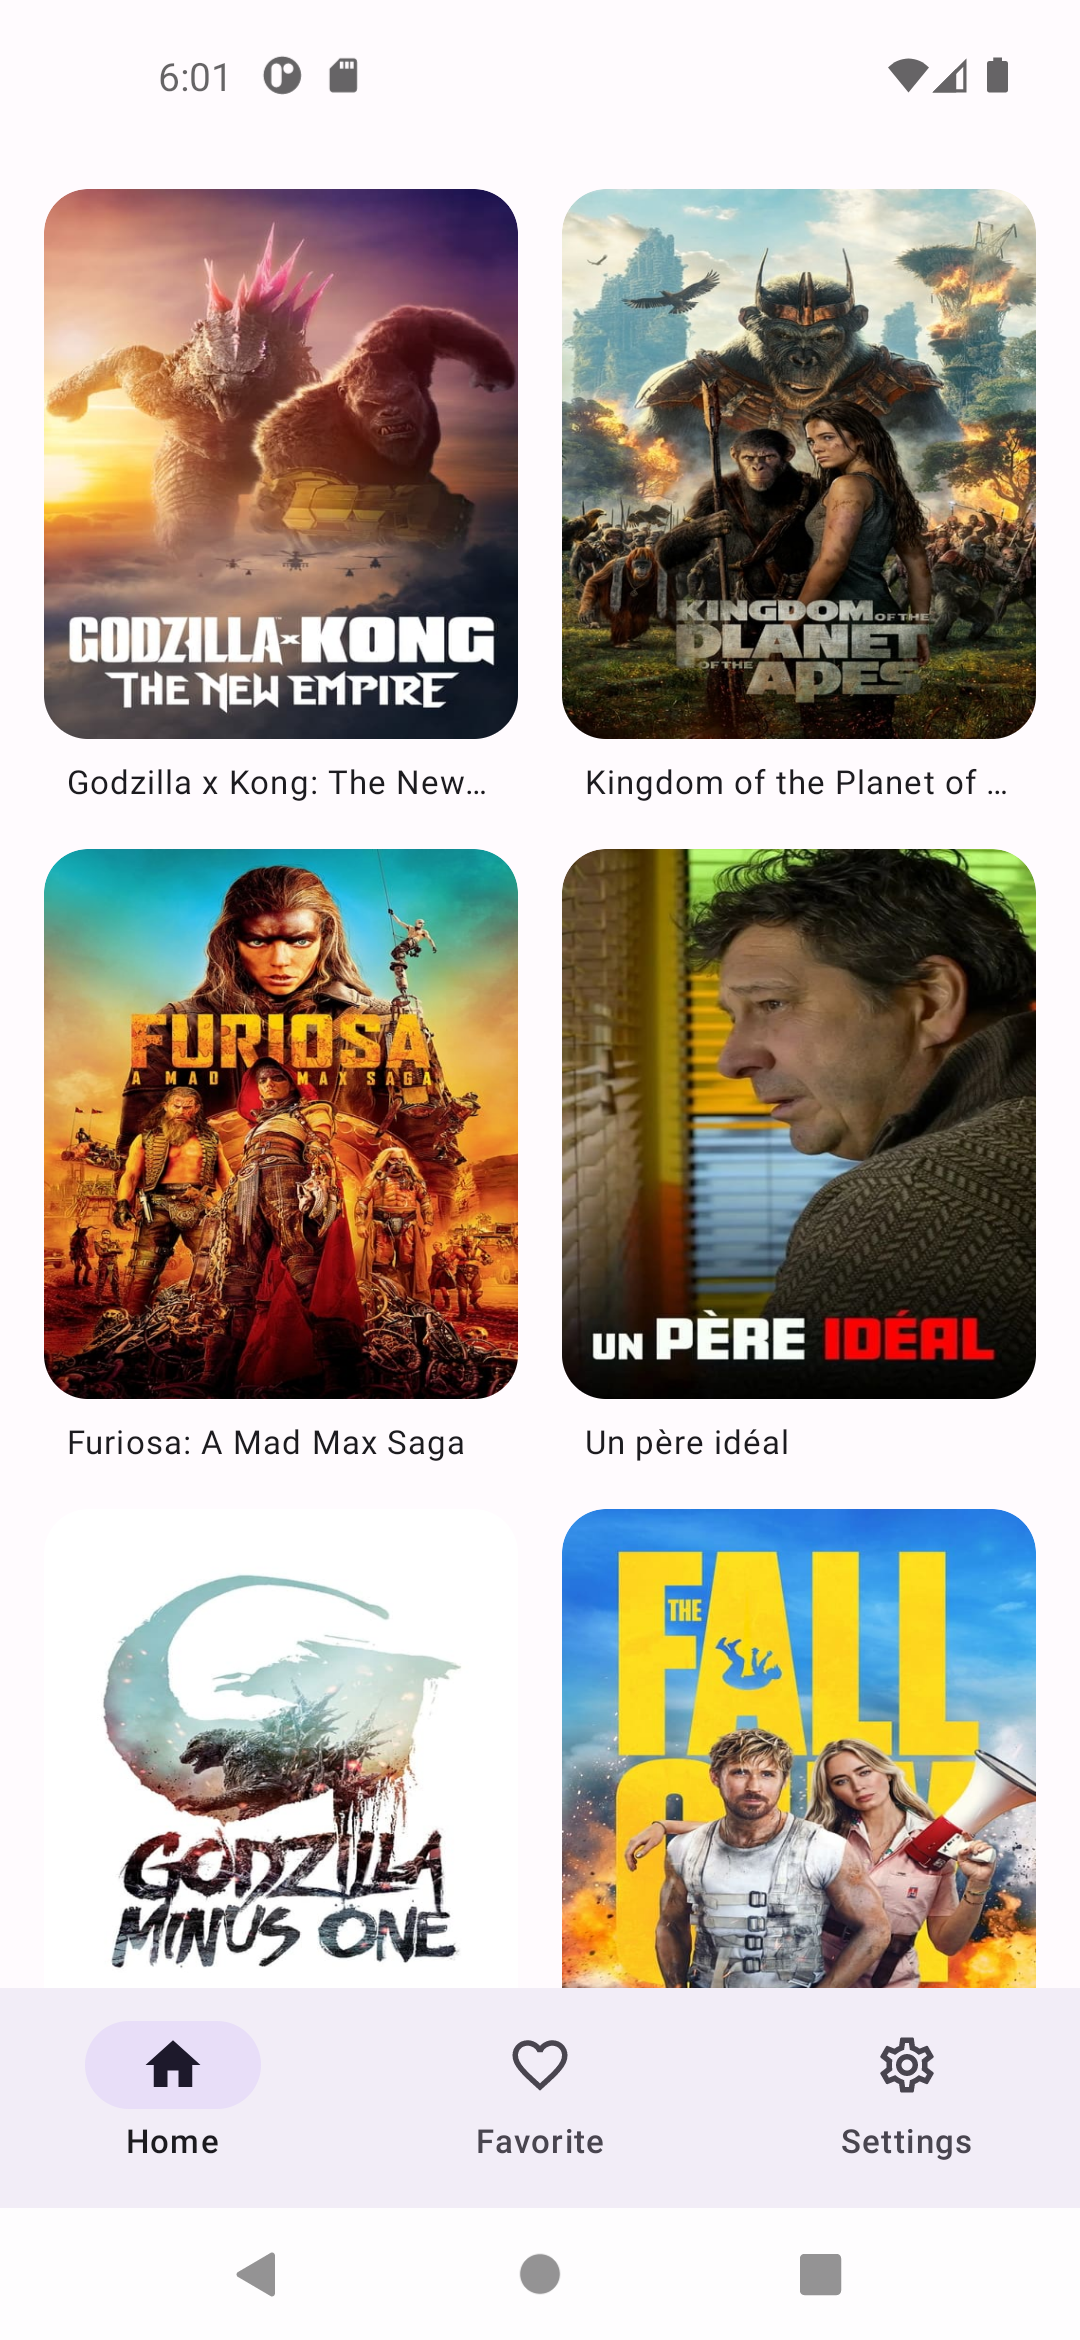 6:01
GODZILLA x KONG
THE NEW EMPIRE
KINGDOM OF THE
PLANET
OF THE
APES
Godzilla x Kong: The New…
Kingdom of the Planet of …
FURIOSA
A MAD MAX SAGA
UN PÈRE IDÉAL
Furiosa: A Mad Max Saga
Un père idéal
GODZILLA
MINUS ONE
THE
FALL
Home
Favorite
Settings